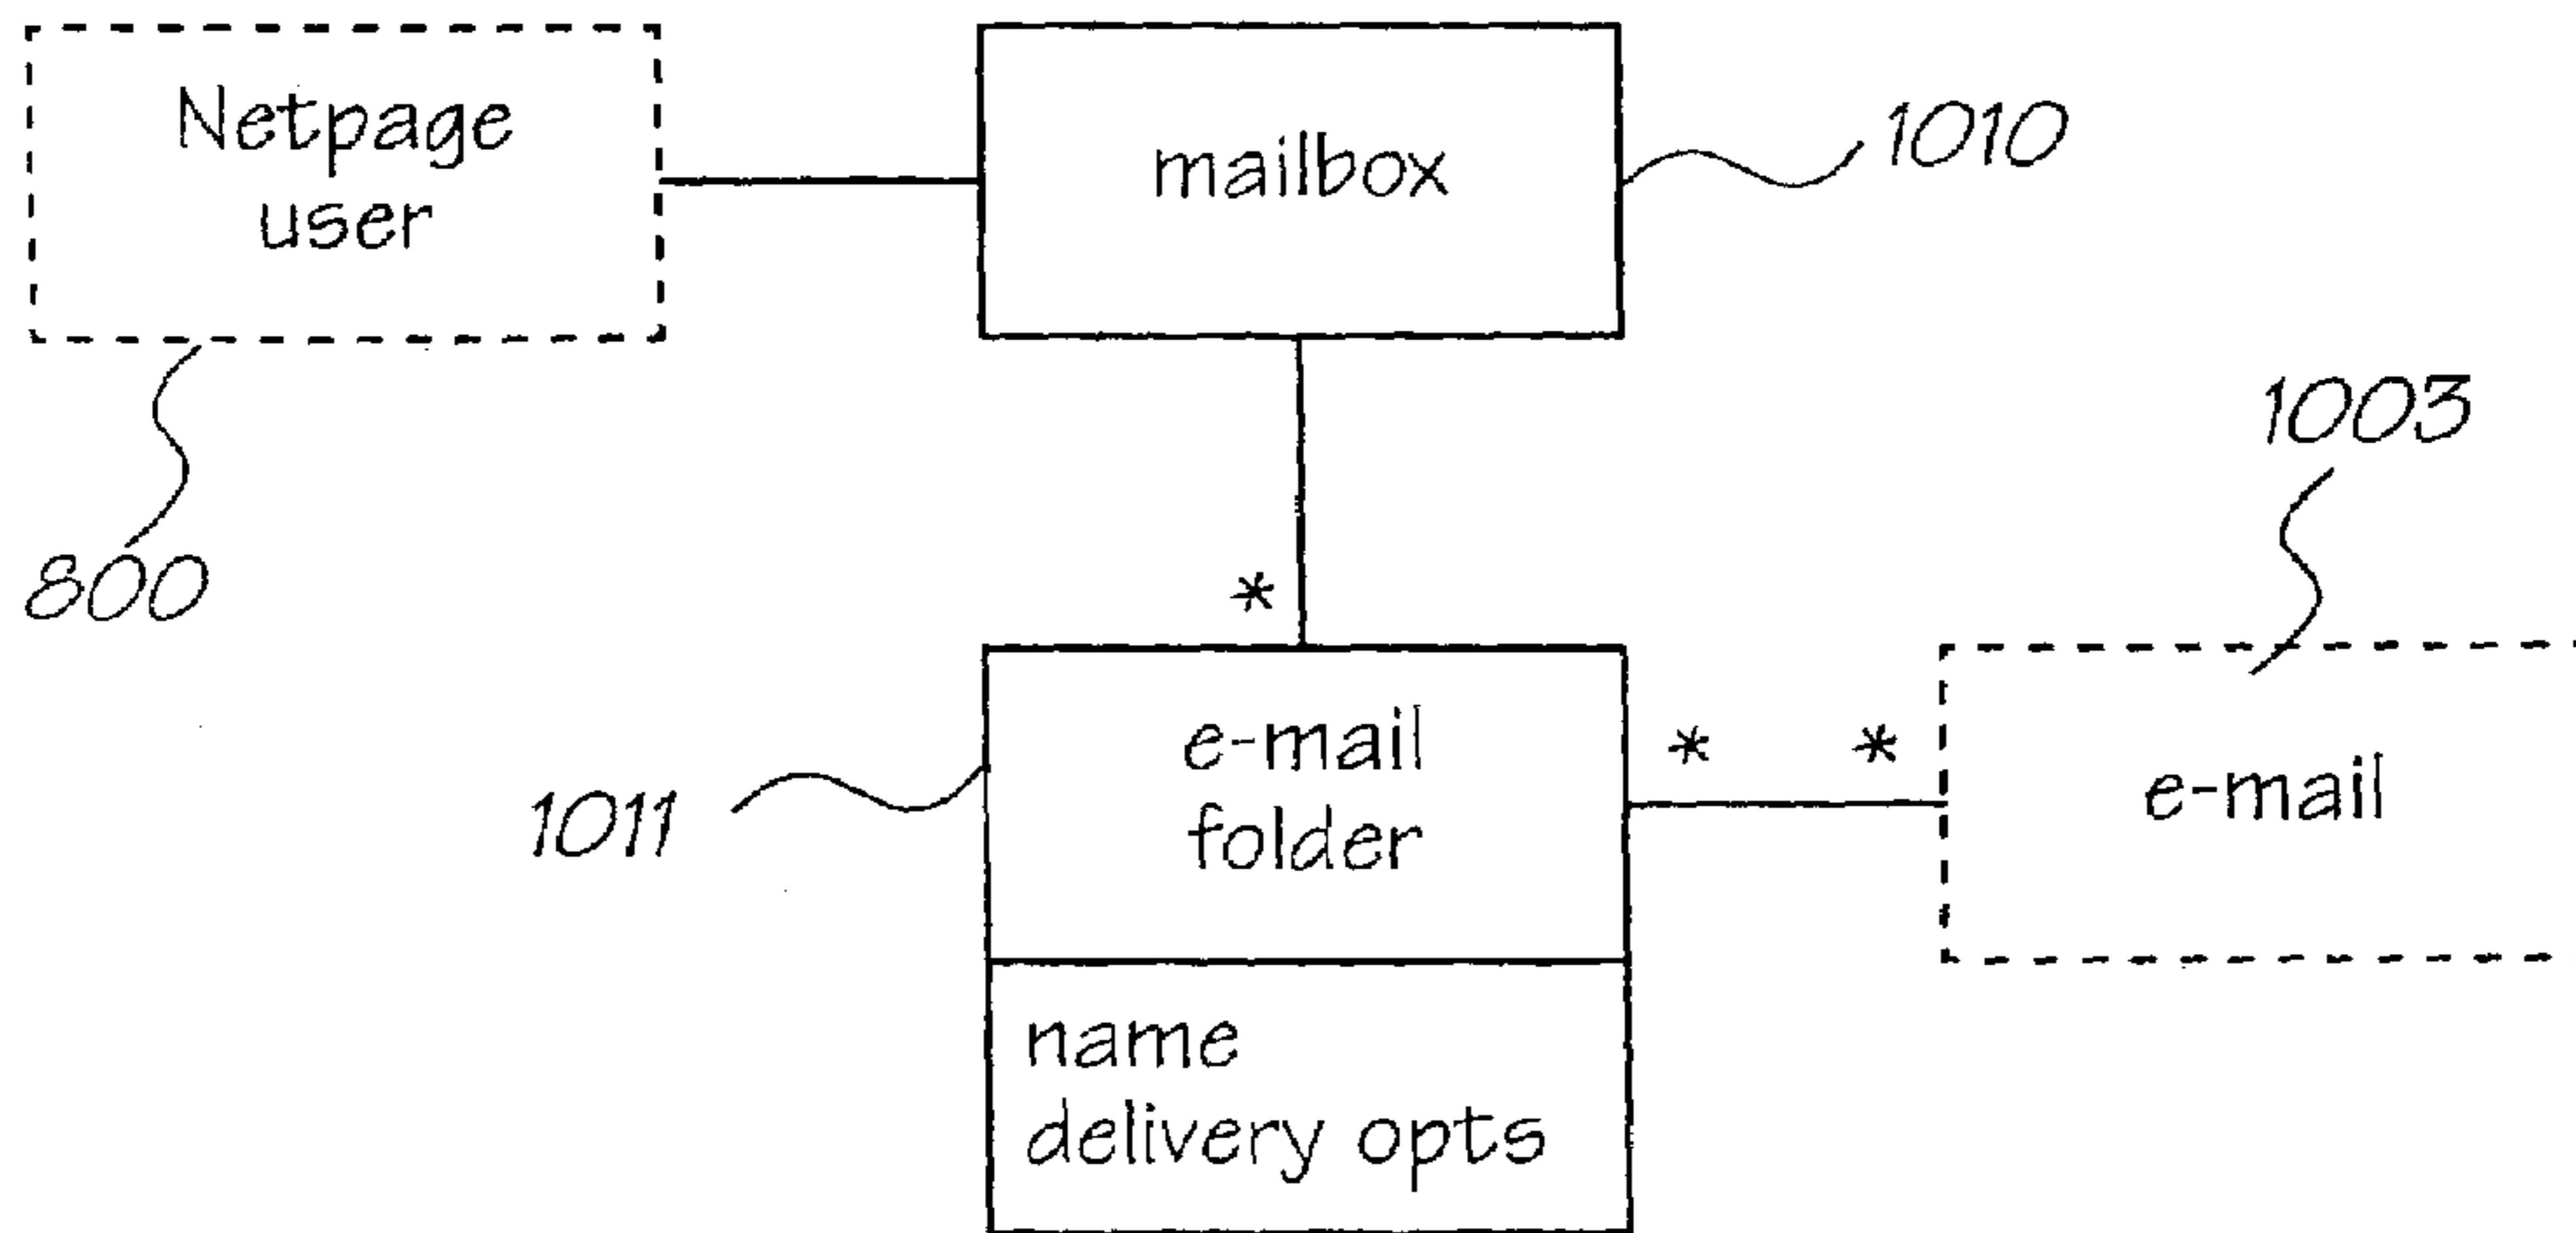 Netpage
user
mailbox
1010
800
1003
*
e-mail
folder
* *
e-mail
1011
name
delivery opts